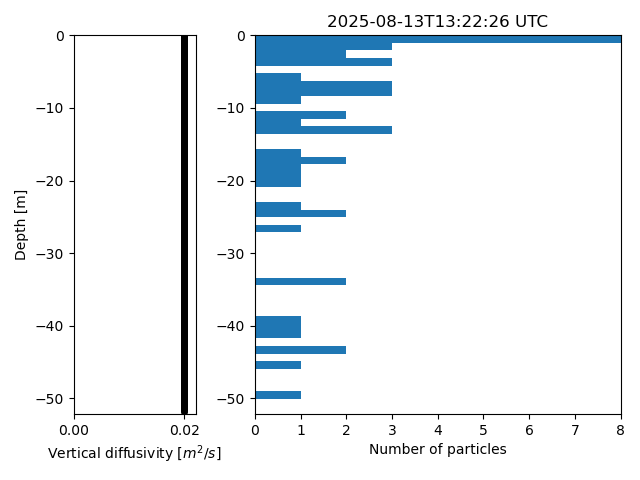 2025-08-13T13:22:26 UTC
0
−10
−20
−30
−40
−50
Depth [m]
0.00 0.02
Vertical diffusivity [m²/s]
0
−10
−20
−30
−40
−50
0 1 2 3 4 5 6 7 8
Number of particles